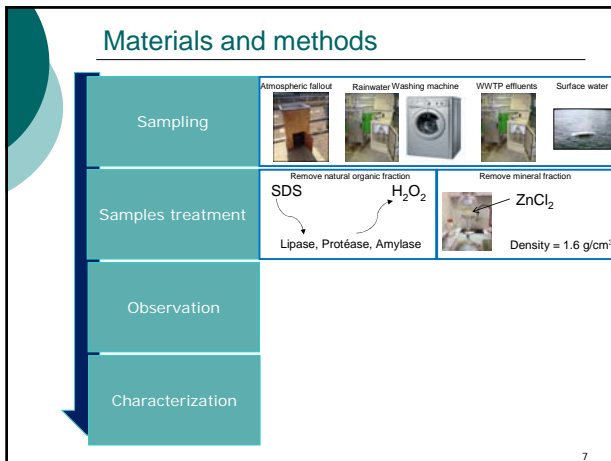 Materials and methods
Sampling
Atmospheric fallout
Rainwater
Washing machine
WWTP effluents
Surface water
Samples treatment
Remove natural organic fraction
SDS
H₂O₂
Lipase, Protéase, Amylase
Remove mineral fraction
ZnCl₂
Density = 1.6 g/cm³
Observation
Characterization
7